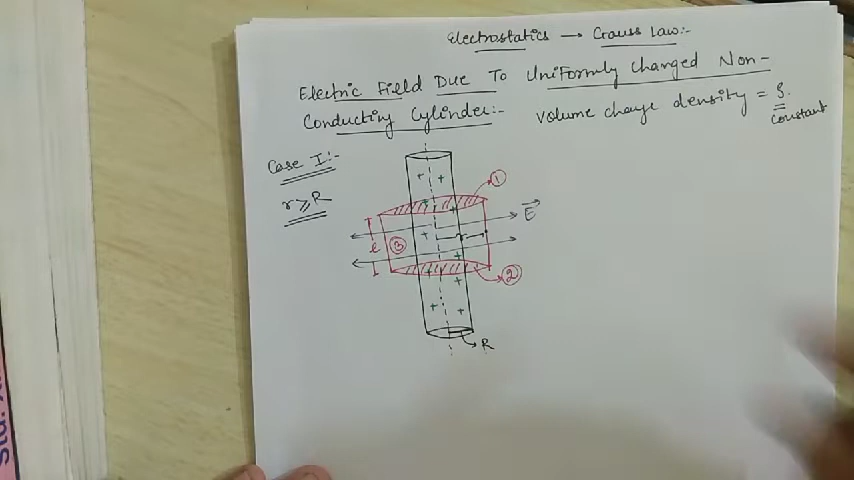 Electrostatics → Gauss Law:-
Electric Field Due To Uniformly Charged Non-
Conducting Cylinder:- Volume charge density = ρ.
constant
Case I:-
r ≥ R
①
E
r
l
③
②
R